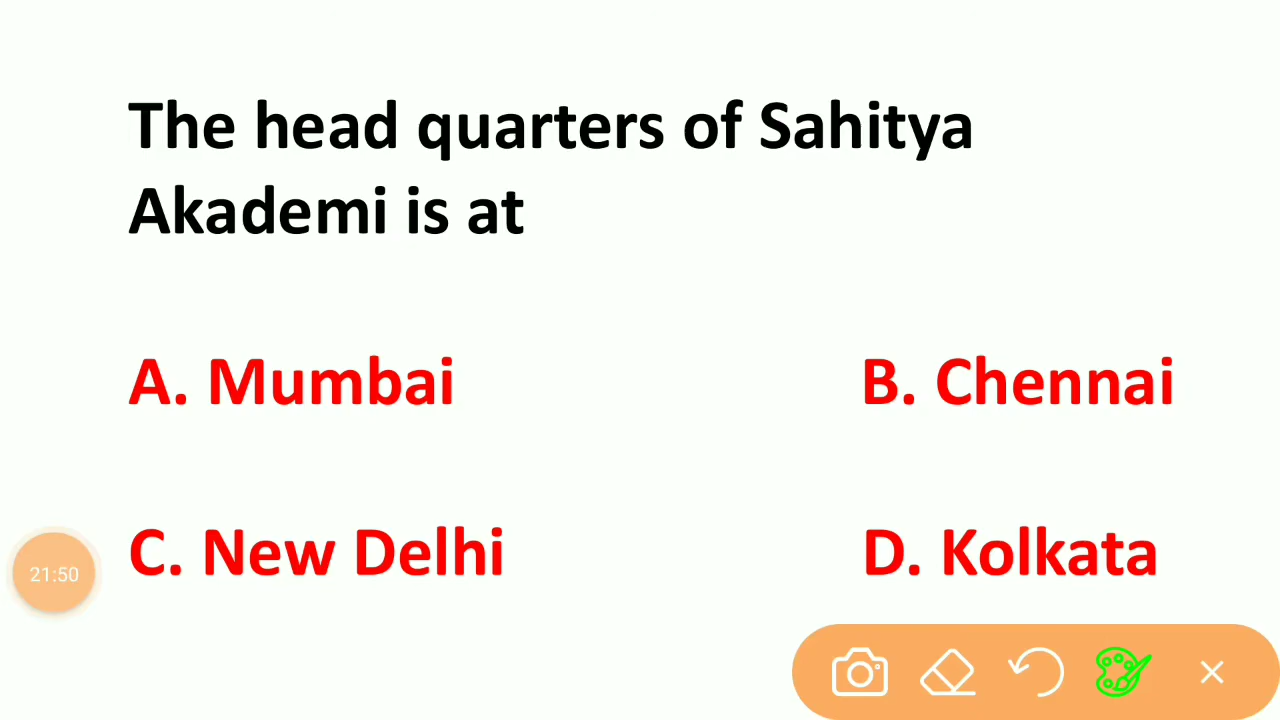 The head quarters of Sahitya
Akademi is at
A. Mumbai
B. Chennai
C. New Delhi
D. Kolkata
21:50